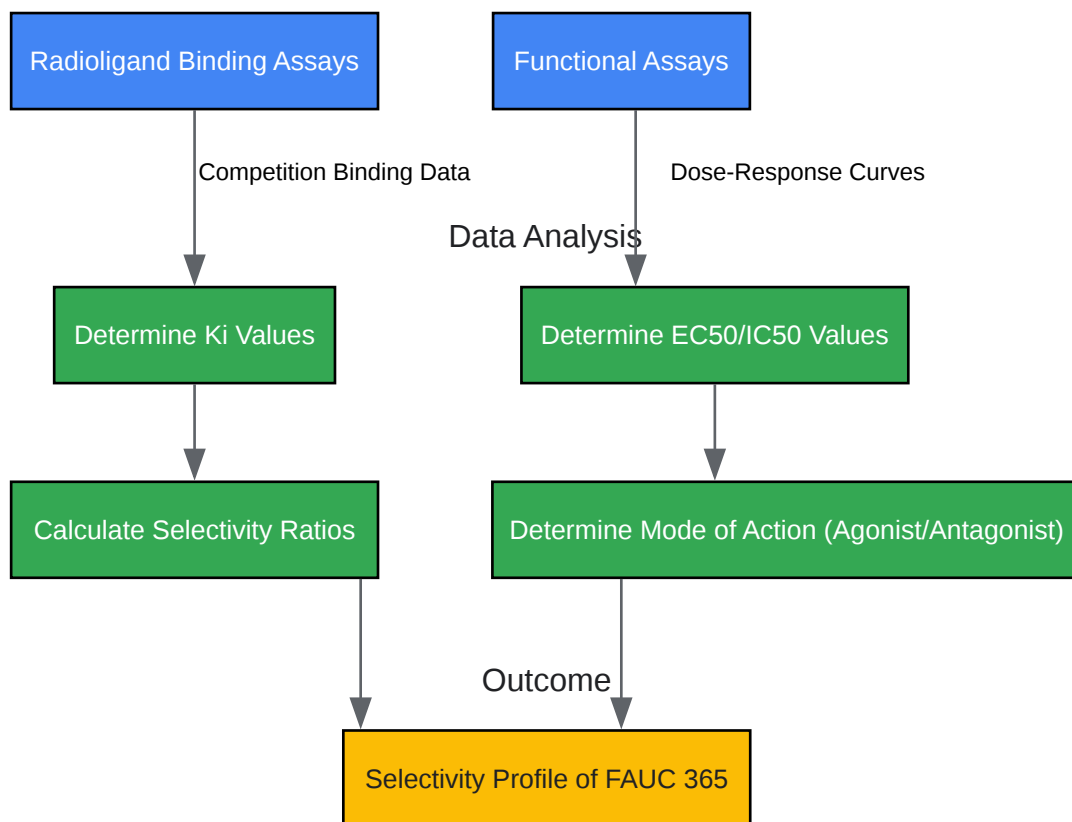 Radioligand Binding Assays
Functional Assays
Competition Binding Data
Dose-Response Curves
Data Analysis
Determine Ki Values
Determine EC50/IC50 Values
Calculate Selectivity Ratios
Determine Mode of Action (Agonist/Antagonist)
Outcome
Selectivity Profile of FAUC 365